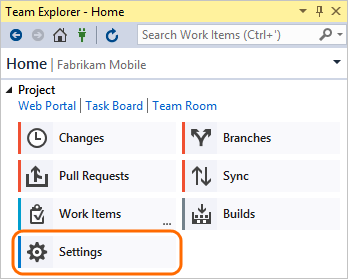 Team Explorer - Home
Search Work Items (Ctrl+')
Home | Fabrikam Mobile
Project
Web Portal | Task Board | Team Room
Changes
Branches
Pull Requests
Sync
Work Items
...
Builds
Settings